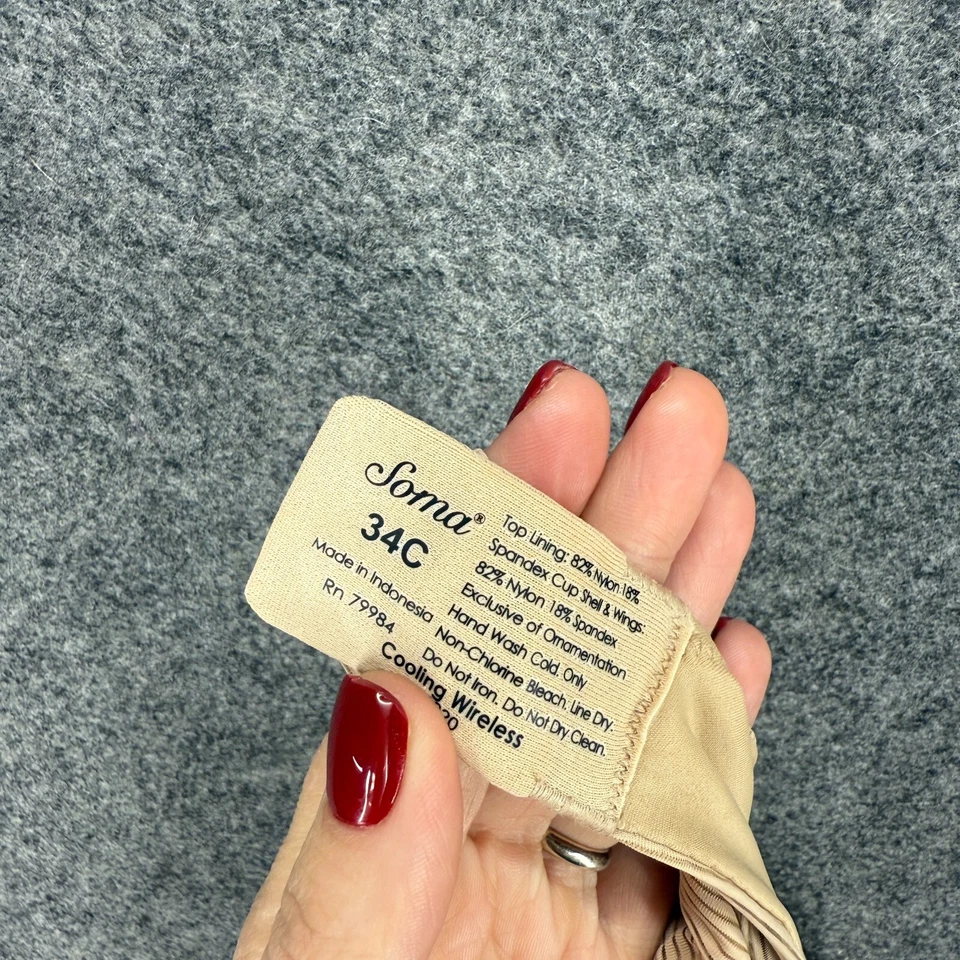 Soma®
34C
Made in Indonesia
Rn 79984
Top Lining: 82% Nylon 18%
Spandex Cup Shell & Wings:
82% Nylon 18% Spandex
Exclusive of Ornamentation
Hand Wash Cold. Only
Non-Chlorine Bleach. Line Dry.
Do Not Iron. Do Not Dry Clean.
Cooling Wireless